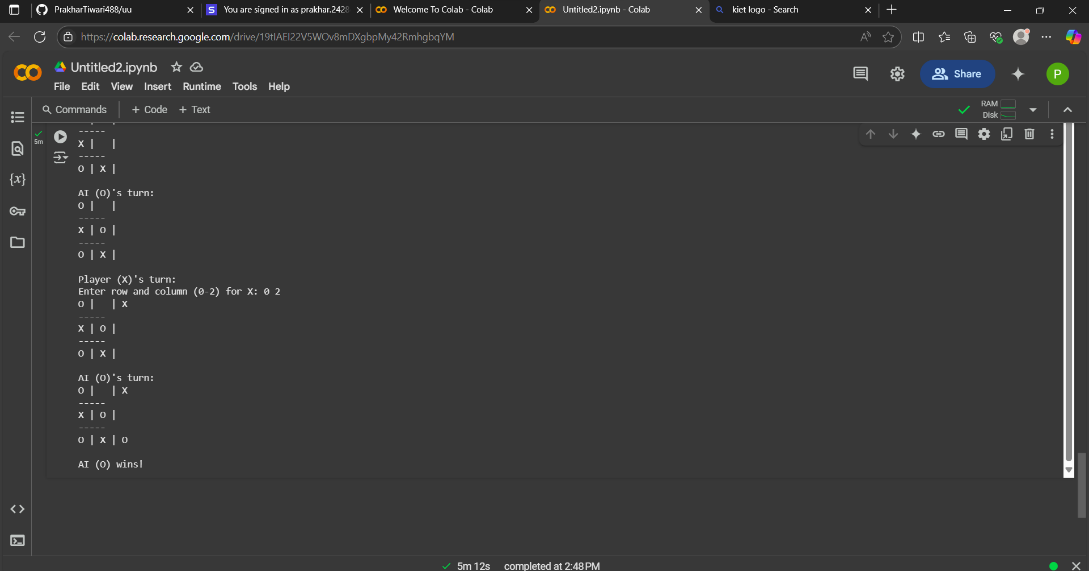 PrakharTiwari488/uu
You are signed in as prakhar.2428
Welcome To Colab - Colab
Untitled2.ipynb - Colab
kiet logo - Search
https://colab.research.google.com/drive/19tIAEI22V5WOv8mDXgbpMy42RmhgbqYM
Untitled2.ipynb
File Edit View Insert Runtime Tools Help
Share
P
Commands + Code + Text
RAM
Disk
5m
-----
X |   |
-----
O | X |
AI (O)'s turn:
O |   |
-----
X | O |
-----
O | X |
Player (X)'s turn:
Enter row and column (0-2) for X: 0 2
O |   | X
-----
X | O |
-----
O | X |
AI (O)'s turn:
O |   | X
-----
X | O |
-----
O | X | O
AI (O) wins!
5m 12s completed at 2:48 PM